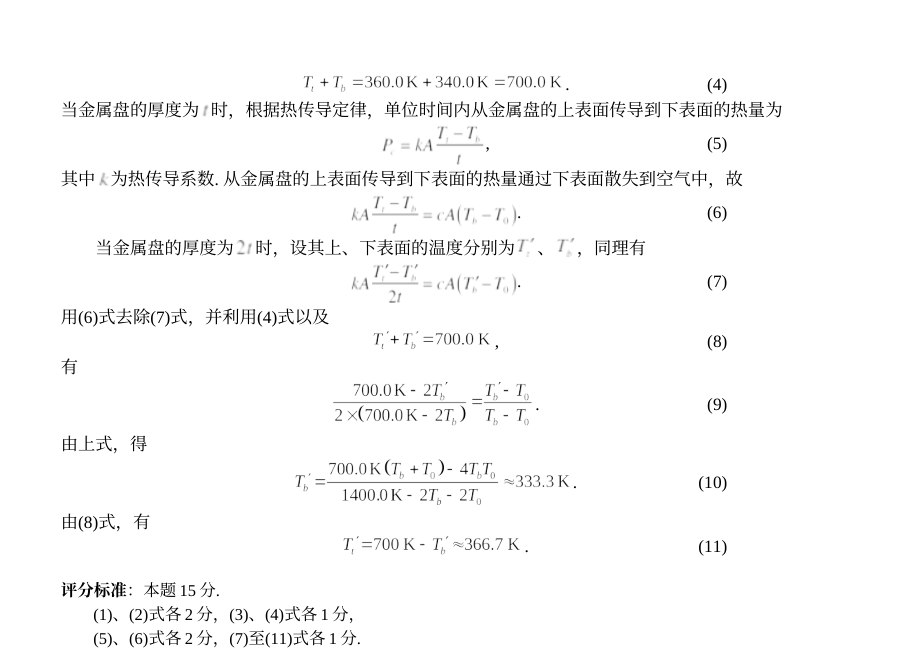 T_t + T_b = 360.0 K + 340.0 K = 700.0 K . (4)
当金属盘的厚度为 t 时，根据热传导定律，单位时间内从金属盘的上表面传导到下表面的热量为
P_t = kA \frac{T_t − T_b}{t}， (5)
其中 k 为热传导系数. 从金属盘的上表面传导到下表面的热量通过下表面散失到空气中，故
kA \frac{T_t − T_b}{t} = cA(T_b − T_0). (6)
当金属盘的厚度为 2t 时，设其上、下表面的温度分别为 T_t′ 、 T_b′ ，同理有
kA \frac{T_t′ − T_b′}{2t} = cA(T_b′ − T_0). (7)
用(6)式去除(7)式，并利用(4)式以及
T_t′ + T_b′ = 700.0 K ， (8)
有
\frac{700.0 K − 2T_b′}{2 ×(700.0 K − 2T_b)} = \frac{T_b′ − T_0}{T_b − T_0} . (9)
由上式，得
T_b′ = \frac{700.0 K(T_b + T_0) − 4T_bT_0}{1400.0 K − 2T_b − 2T_0} ≈ 333.3 K . (10)
由(8)式，有
T_t′ = 700 K − T_b′ ≈ 366.7 K . (11)
评分标准：本题 15 分.
(1)、(2)式各 2 分，(3)、(4)式各 1 分，
(5)、(6)式各 2 分，(7)至(11)式各 1 分.